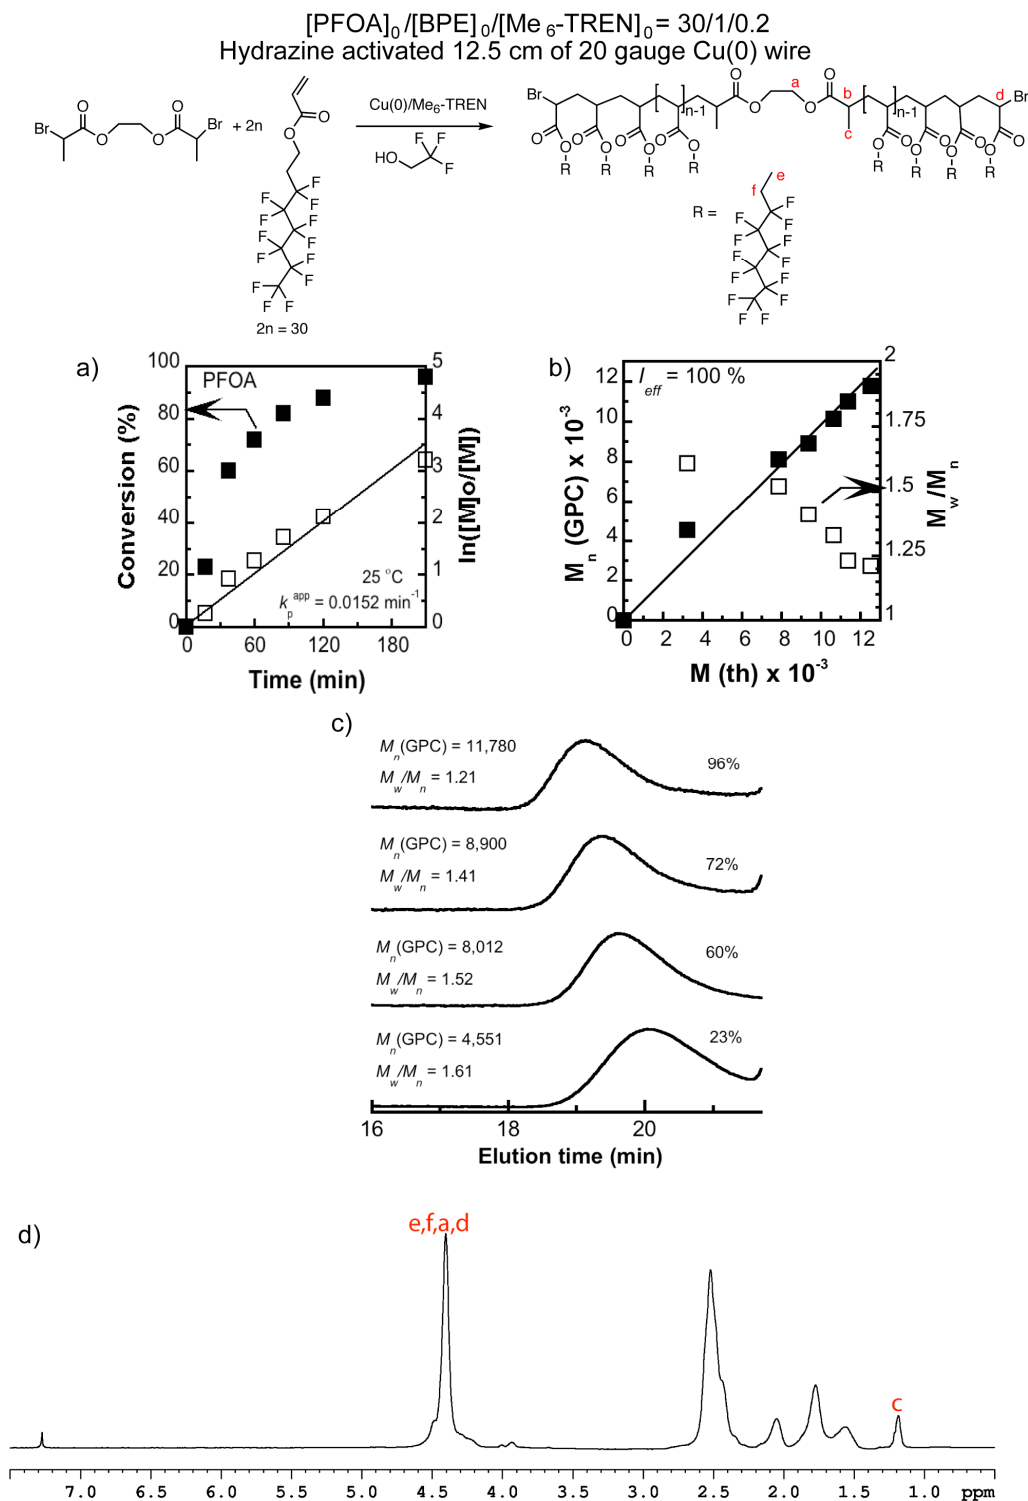 [PFOA]0/[BPE]0/[Me6-TREN]0 = 30/1/0.2
Hydrazine activated 12.5 cm of 20 gauge Cu(0) wire
Br O O O O Br + 2n
O O
F F F F F F F F F F F F F
2n = 30
Cu(0)/Me6-TREN
HO F F F
Br O O O O O O O O O O O O R R R R n-1
a b c d
Br O O O O O O O O R R R R n-1
R =
e
f
F F F F F F F F F F F F F
a)
PFOA
Conversion (%)
100 80 60 40 20 0
ln([M]o/[M])
5 4 3 2 1 0
25 °C
kp app = 0.0152 min-1
0 60 120 180
Time (min)
b)
Ieff = 100 %
Mn (GPC) x 10-3
12 10 8 6 4 2 0
Mw/Mn
2 1.75 1.5 1.25 1
0 2 4 6 8 10 12
M (th) x 10-3
c)
Mn(GPC) = 11,780
Mw/Mn = 1.21
96%
Mn(GPC) = 8,900
Mw/Mn = 1.41
72%
Mn(GPC) = 8,012
Mw/Mn = 1.52
60%
Mn(GPC) = 4,551
Mw/Mn = 1.61
23%
16 18 20
Elution time (min)
d)
e,f,a,d
c
7.0 6.5 6.0 5.5 5.0 4.5 4.0 3.5 3.0 2.5 2.0 1.5 1.0 ppm